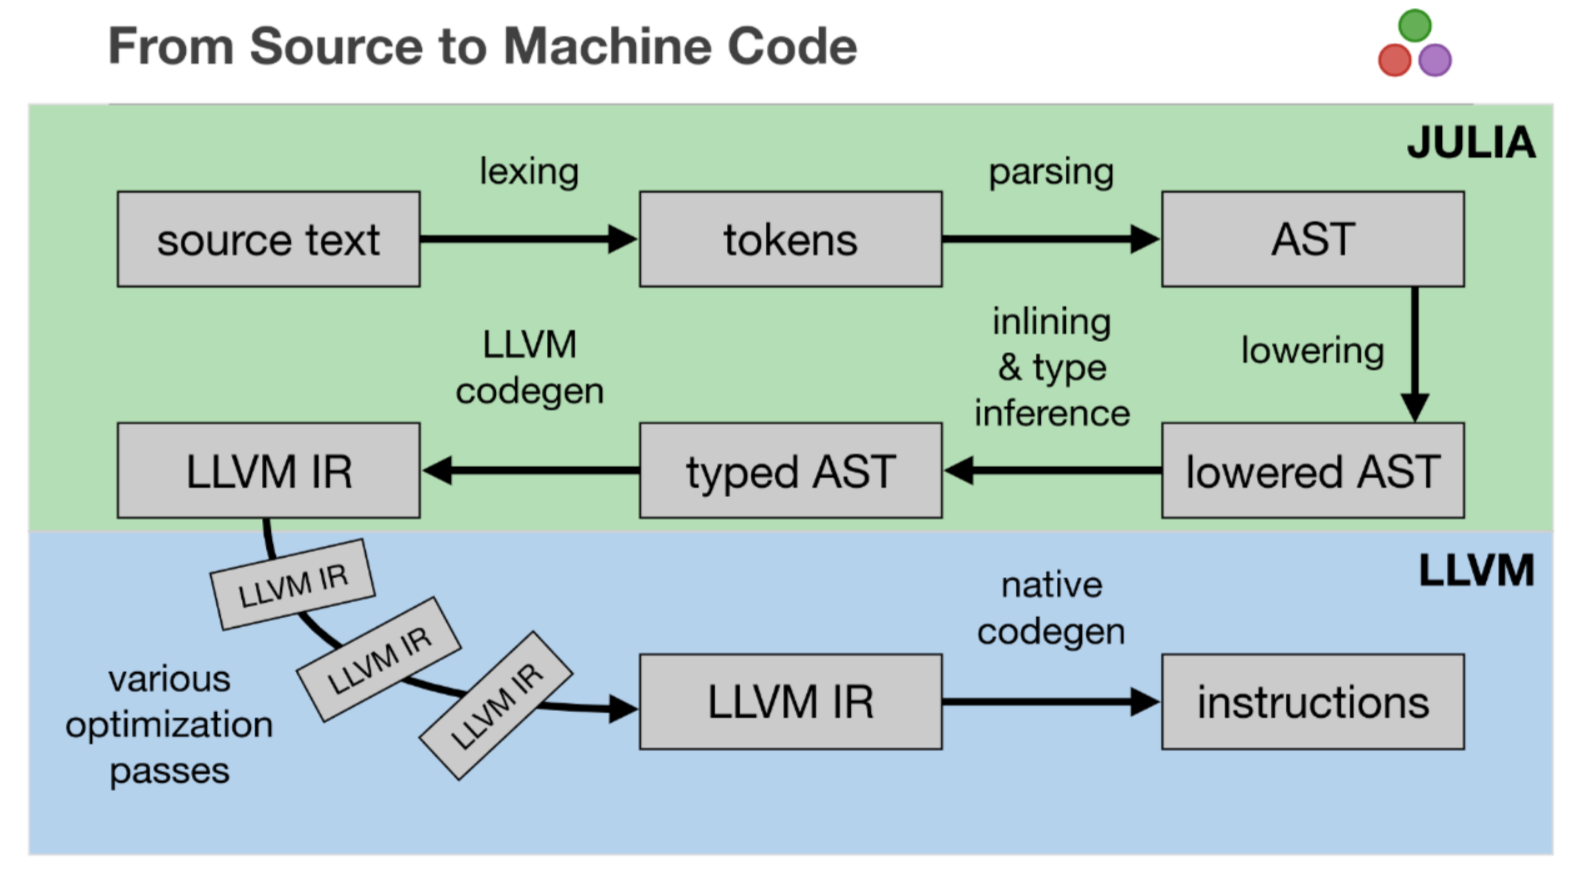 From Source to Machine Code
JULIA
lexing
parsing
source text
tokens
AST
LLVM
codegen
inlining
& type
inference
lowering
LLVM IR
typed AST
lowered AST
LLVM
LLVM IR
LLVM IR
LLVM IR
various
optimization
passes
native
codegen
LLVM IR
instructions